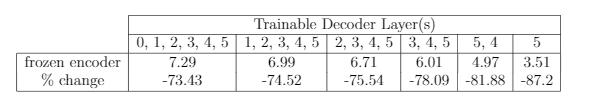 Trainable Decoder Layer(s)
0, 1, 2, 3, 4, 5 1, 2, 3, 4, 5 2, 3, 4, 5 3, 4, 5 5, 4 5
frozen encoder 7.29 6.99 6.71 6.01 4.97 3.51
% change -73.43 -74.52 -75.54 -78.09 -81.88 -87.2